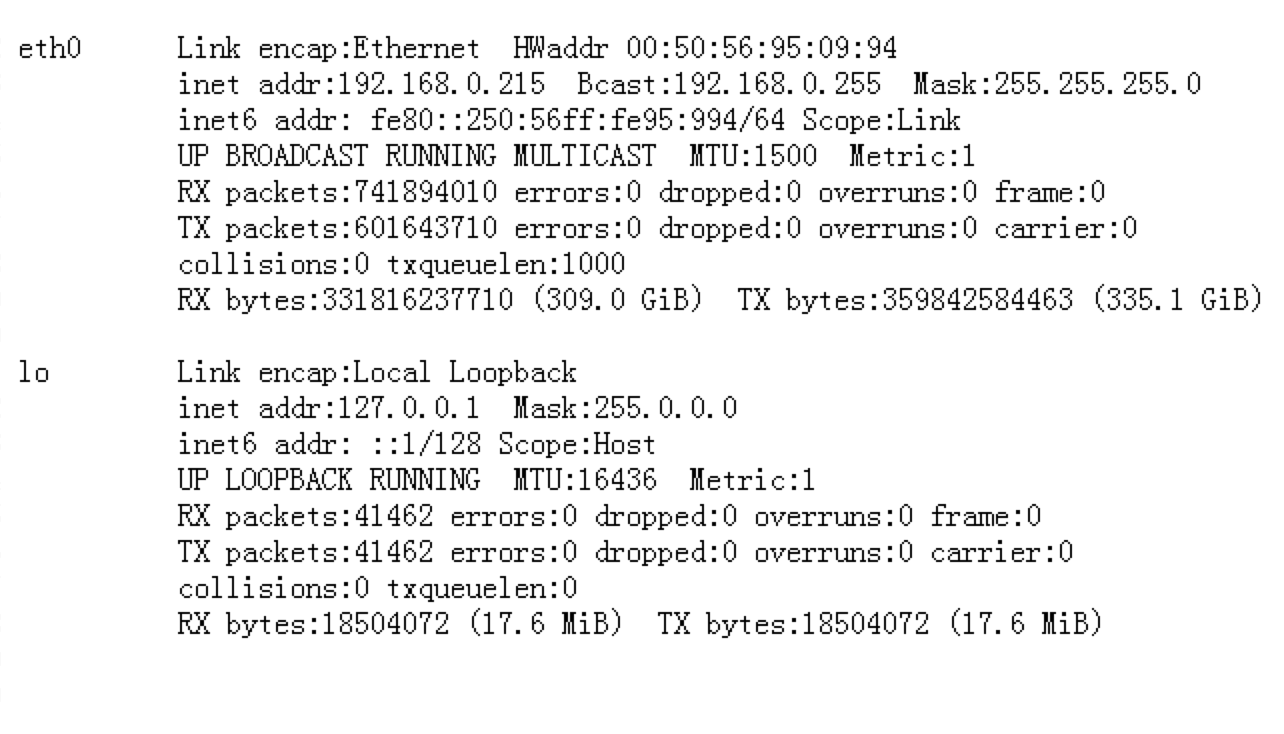 eth0      Link encap:Ethernet  HWaddr 00:50:56:95:09:94
          inet addr:192.168.0.215  Bcast:192.168.0.255  Mask:255.255.255.0
          inet6 addr: fe80::250:56ff:fe95:994/64 Scope:Link
          UP BROADCAST RUNNING MULTICAST  MTU:1500  Metric:1
          RX packets:741894010 errors:0 dropped:0 overruns:0 frame:0
          TX packets:601643710 errors:0 dropped:0 overruns:0 carrier:0
          collisions:0 txqueuelen:1000
          RX bytes:331816237710 (309.0 GiB)  TX bytes:359842584463 (335.1 GiB)

lo        Link encap:Local Loopback
          inet addr:127.0.0.1  Mask:255.0.0.0
          inet6 addr: ::1/128 Scope:Host
          UP LOOPBACK RUNNING  MTU:16436  Metric:1
          RX packets:41462 errors:0 dropped:0 overruns:0 frame:0
          TX packets:41462 errors:0 dropped:0 overruns:0 carrier:0
          collisions:0 txqueuelen:0
          RX bytes:18504072 (17.6 MiB)  TX bytes:18504072 (17.6 MiB)